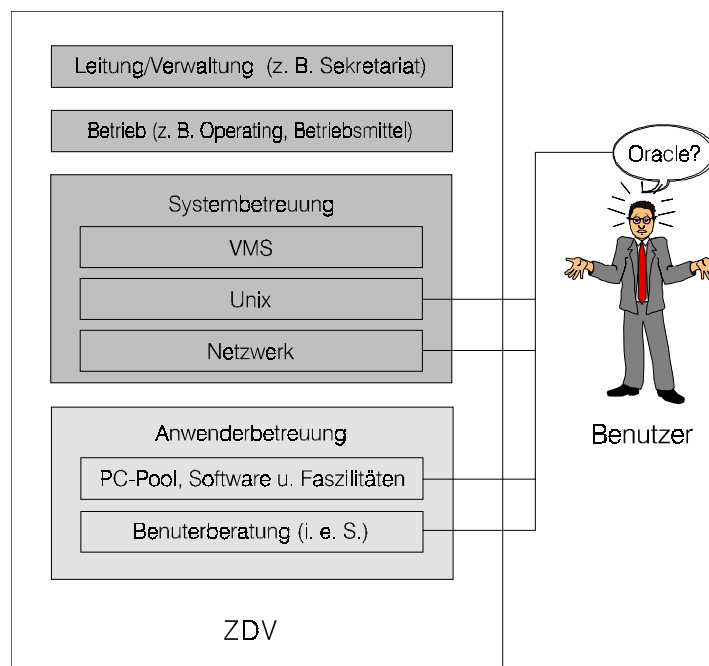 Leitung/Verwaltung (z. B. Sekretariat)
Betrieb (z. B. Operating, Betriebsmittel)
Oracle?
Systembetreuung
VMS
Unix
Netzwerk
Anwenderbetreuung
PC-Pool, Software u. Faszilitäten
Benuterberatung (i. e. S.)
Benutzer
ZDV